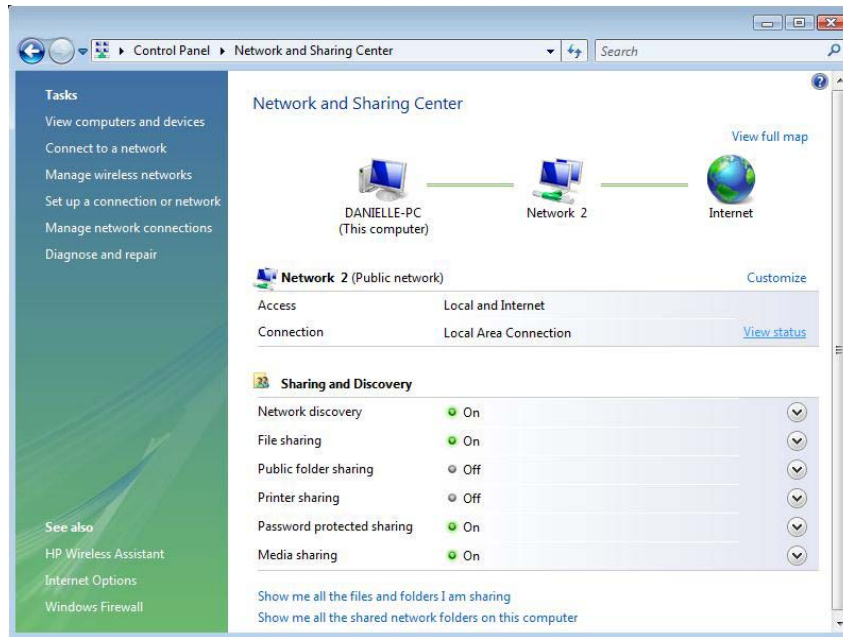 Control Panel Network and Sharing Center
Search
Tasks
View computers and devices
Connect to a network
Manage wireless networks
Set up a connection or network
Manage network connections
Diagnose and repair
See also
HP Wireless Assistant
Internet Options
Windows Firewall
Network and Sharing Center
View full map
DANIELLE-PC
(This computer)
Network 2
Internet
Network 2 (Public network) Customize
Access Local and Internet
Connection Local Area Connection View status
Sharing and Discovery
Network discovery On
File sharing On
Public folder sharing Off
Printer sharing Off
Password protected sharing On
Media sharing On
Show me all the files and folders I am sharing
Show me all the shared network folders on this computer